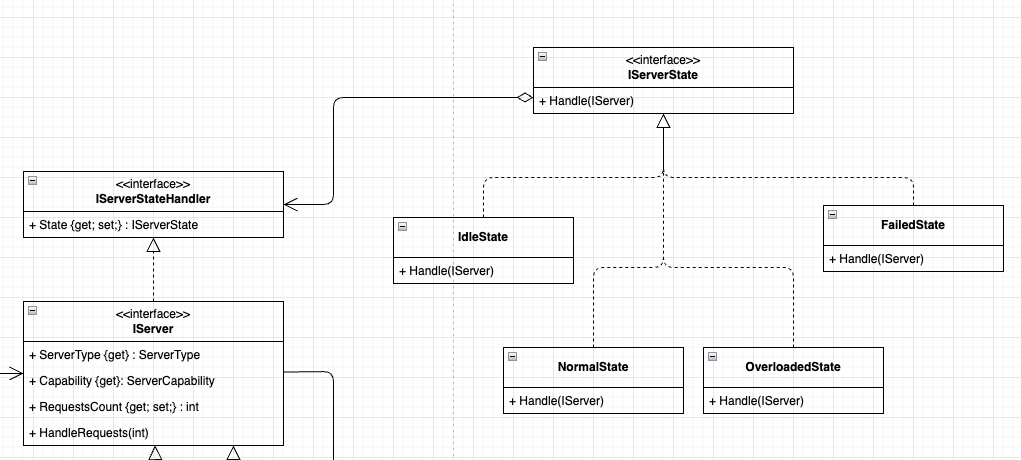 <<interface>>
IServerState
+ Handle(IServer)
<<interface>>
IServerStateHandler
+ State {get; set;} : IServerState
IdleState
+ Handle(IServer)
FailedState
+ Handle(IServer)
<<interface>>
IServer
+ ServerType {get} : ServerType
+ Capability {get}: ServerCapability
+ RequestsCount {get; set;} : int
+ HandleRequests(int)
NormalState
+ Handle(IServer)
OverloadedState
+ Handle(IServer)